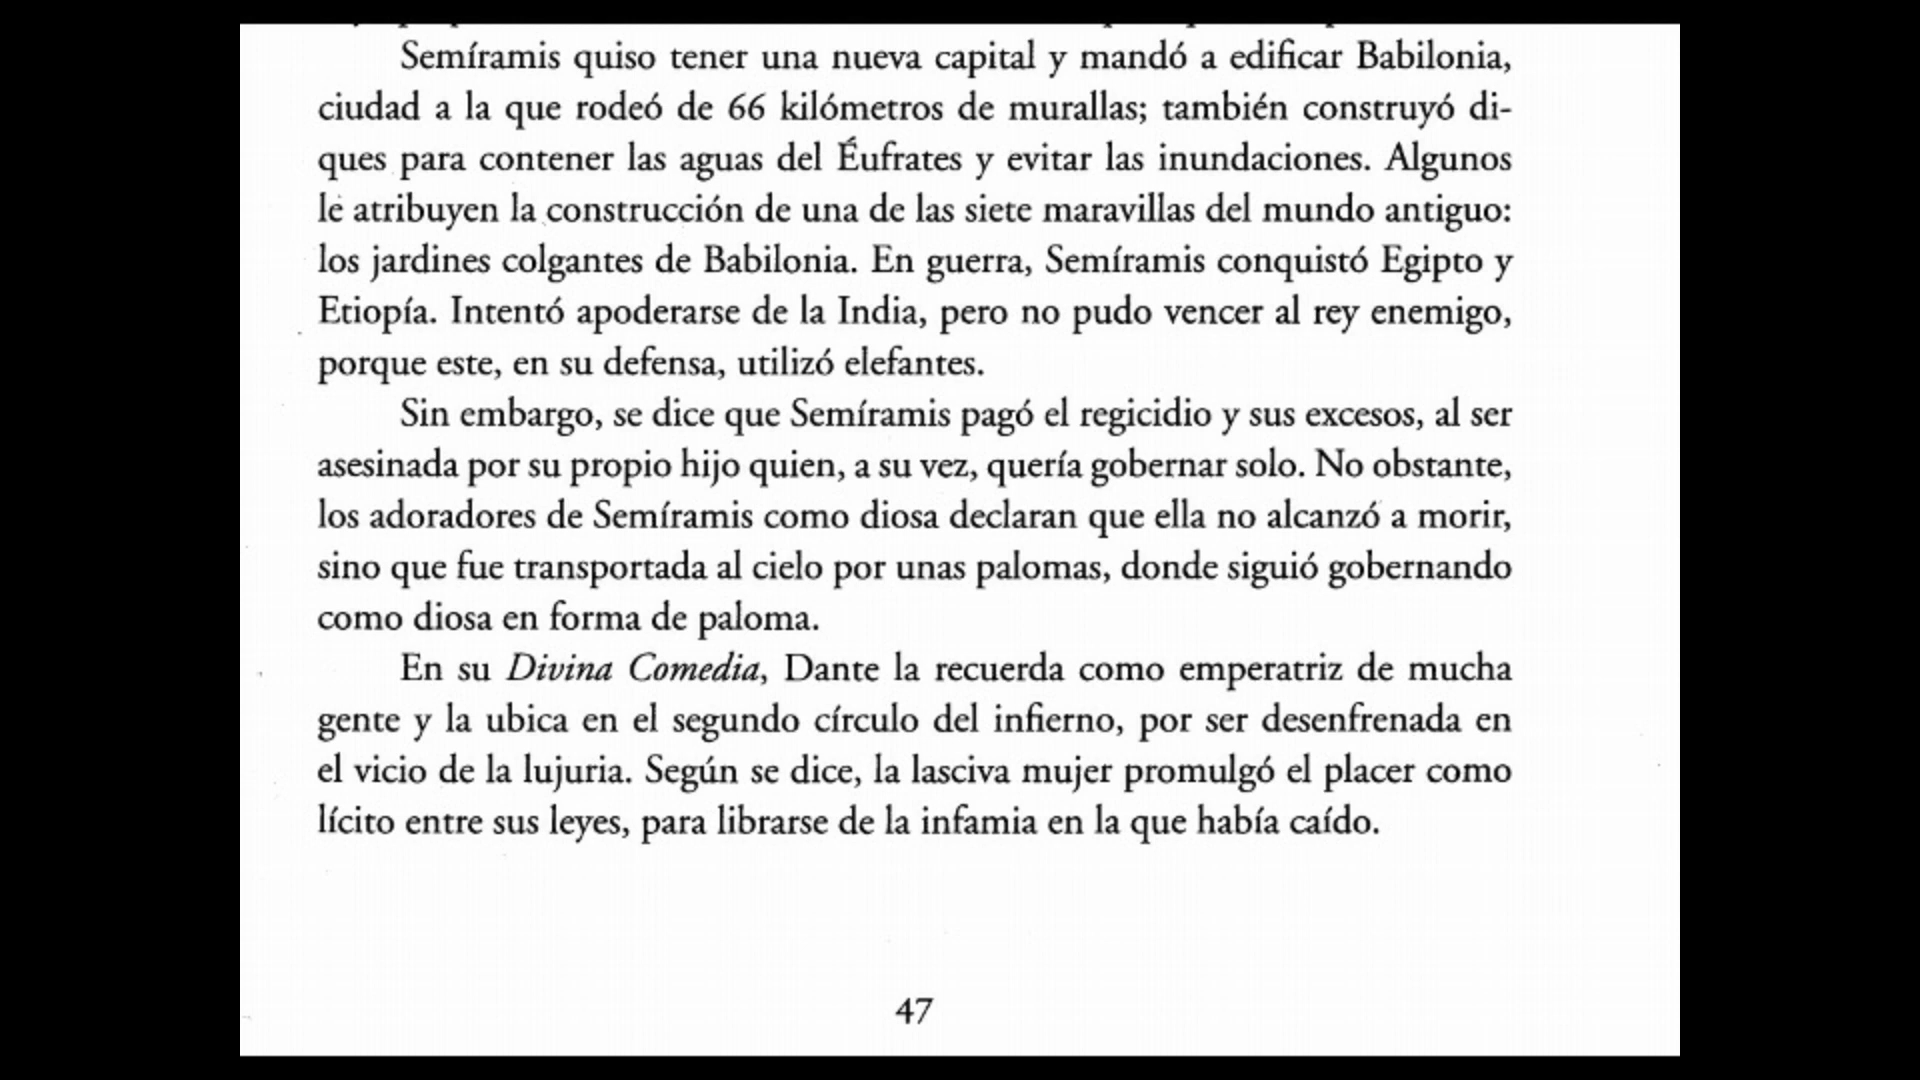 Semíramis quiso tener una nueva capital y mandó a edificar Babilonia,
ciudad a la que rodeó de 66 kilómetros de murallas; también construyó di-
ques para contener las aguas del Éufrates y evitar las inundaciones. Algunos
le atribuyen la construcción de una de las siete maravillas del mundo antiguo:
los jardines colgantes de Babilonia. En guerra, Semíramis conquistó Egipto y
Etiopía. Intentó apoderarse de la India, pero no pudo vencer al rey enemigo,
porque este, en su defensa, utilizó elefantes.
Sin embargo, se dice que Semíramis pagó el regicidio y sus excesos, al ser
asesinada por su propio hijo quien, a su vez, quería gobernar solo. No obstante,
los adoradores de Semíramis como diosa declaran que ella no alcanzó a morir,
sino que fue transportada al cielo por unas palomas, donde siguió gobernando
como diosa en forma de paloma.
En su Divina Comedia, Dante la recuerda como emperatriz de mucha
gente y la ubica en el segundo círculo del infierno, por ser desenfrenada en
el vicio de la lujuria. Según se dice, la lasciva mujer promulgó el placer como
lícito entre sus leyes, para librarse de la infamia en la que había caído.
47